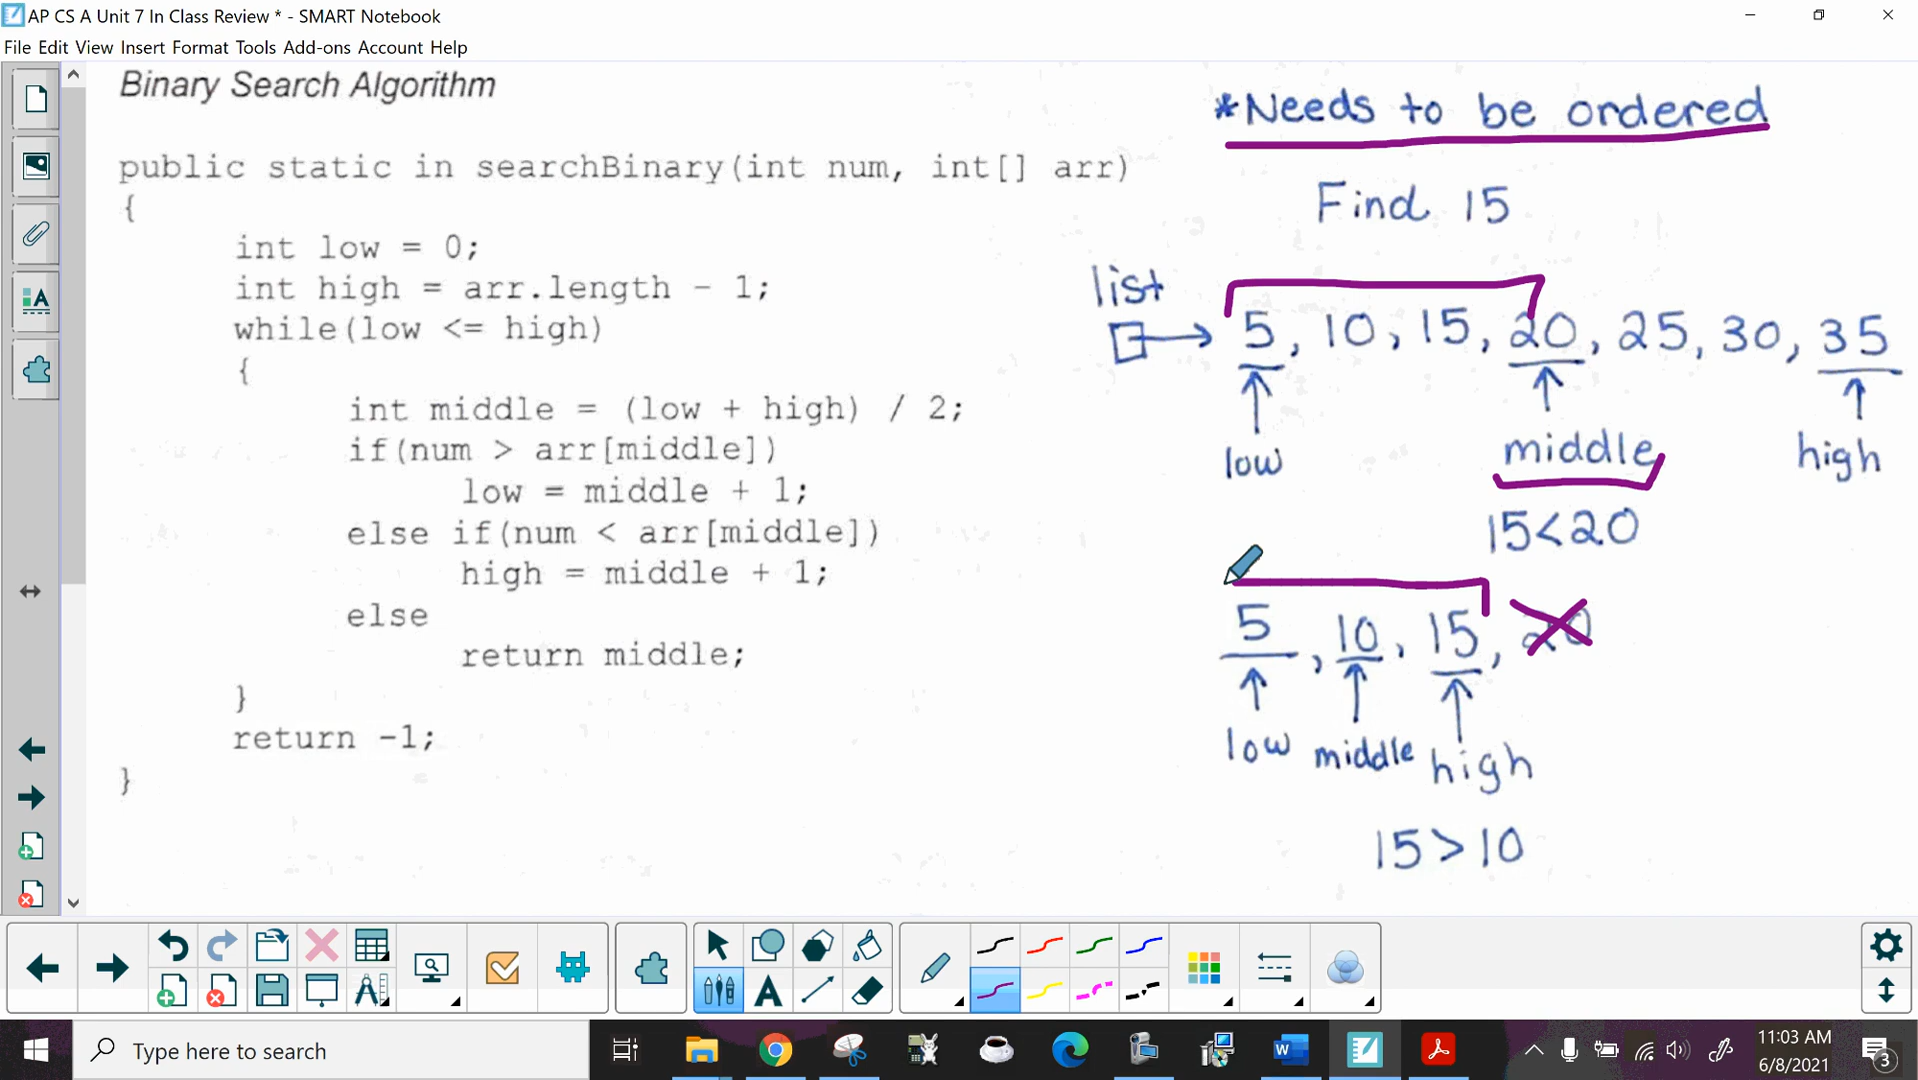 AP CS A Unit 7 In Class Review * - SMART Notebook
File Edit View Insert Format Tools Add-ons Account Help
Binary Search Algorithm
public static in searchBinary(int num, int[] arr)
{
int low = 0;
int high = arr.length - 1;
while(low <= high)
{
int middle = (low + high) / 2;
if(num > arr[middle])
low = middle + 1;
else if(num < arr[middle])
high = middle + 1;
else
return middle;
}
return -1;
}
*Needs to be ordered
Find 15
list
5, 10, 15, 20, 25, 30, 35
low middle high
15<20
5, 10, 15, 20
low middle high
15>10
Type here to search
11:03 AM
6/8/2021
3